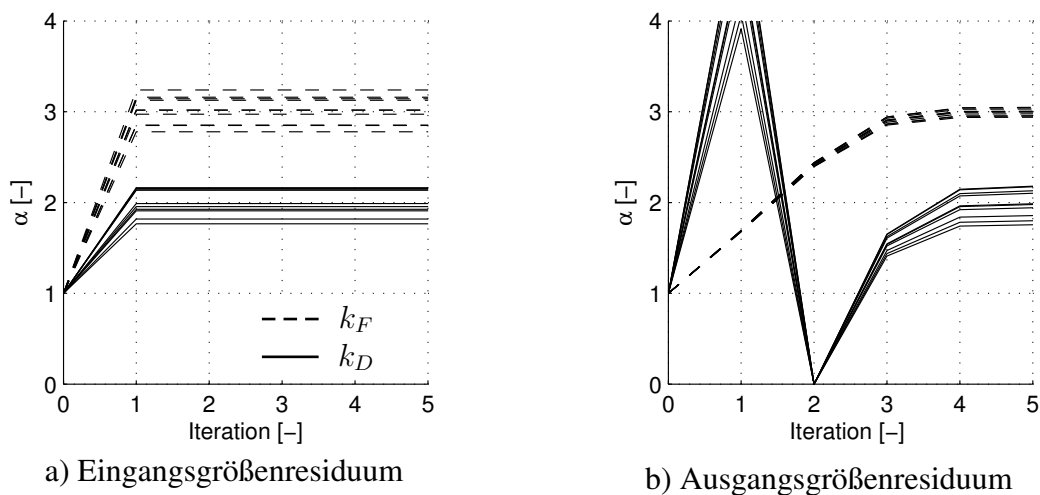 4
3
2
1
0
α [−]
0 1 2 3 4 5
Iteration [−]
k_F
k_D
a) Eingangsgrößenresiduum
4
3
2
1
0
α [−]
0 1 2 3 4 5
Iteration [−]
b) Ausgangsgrößenresiduum